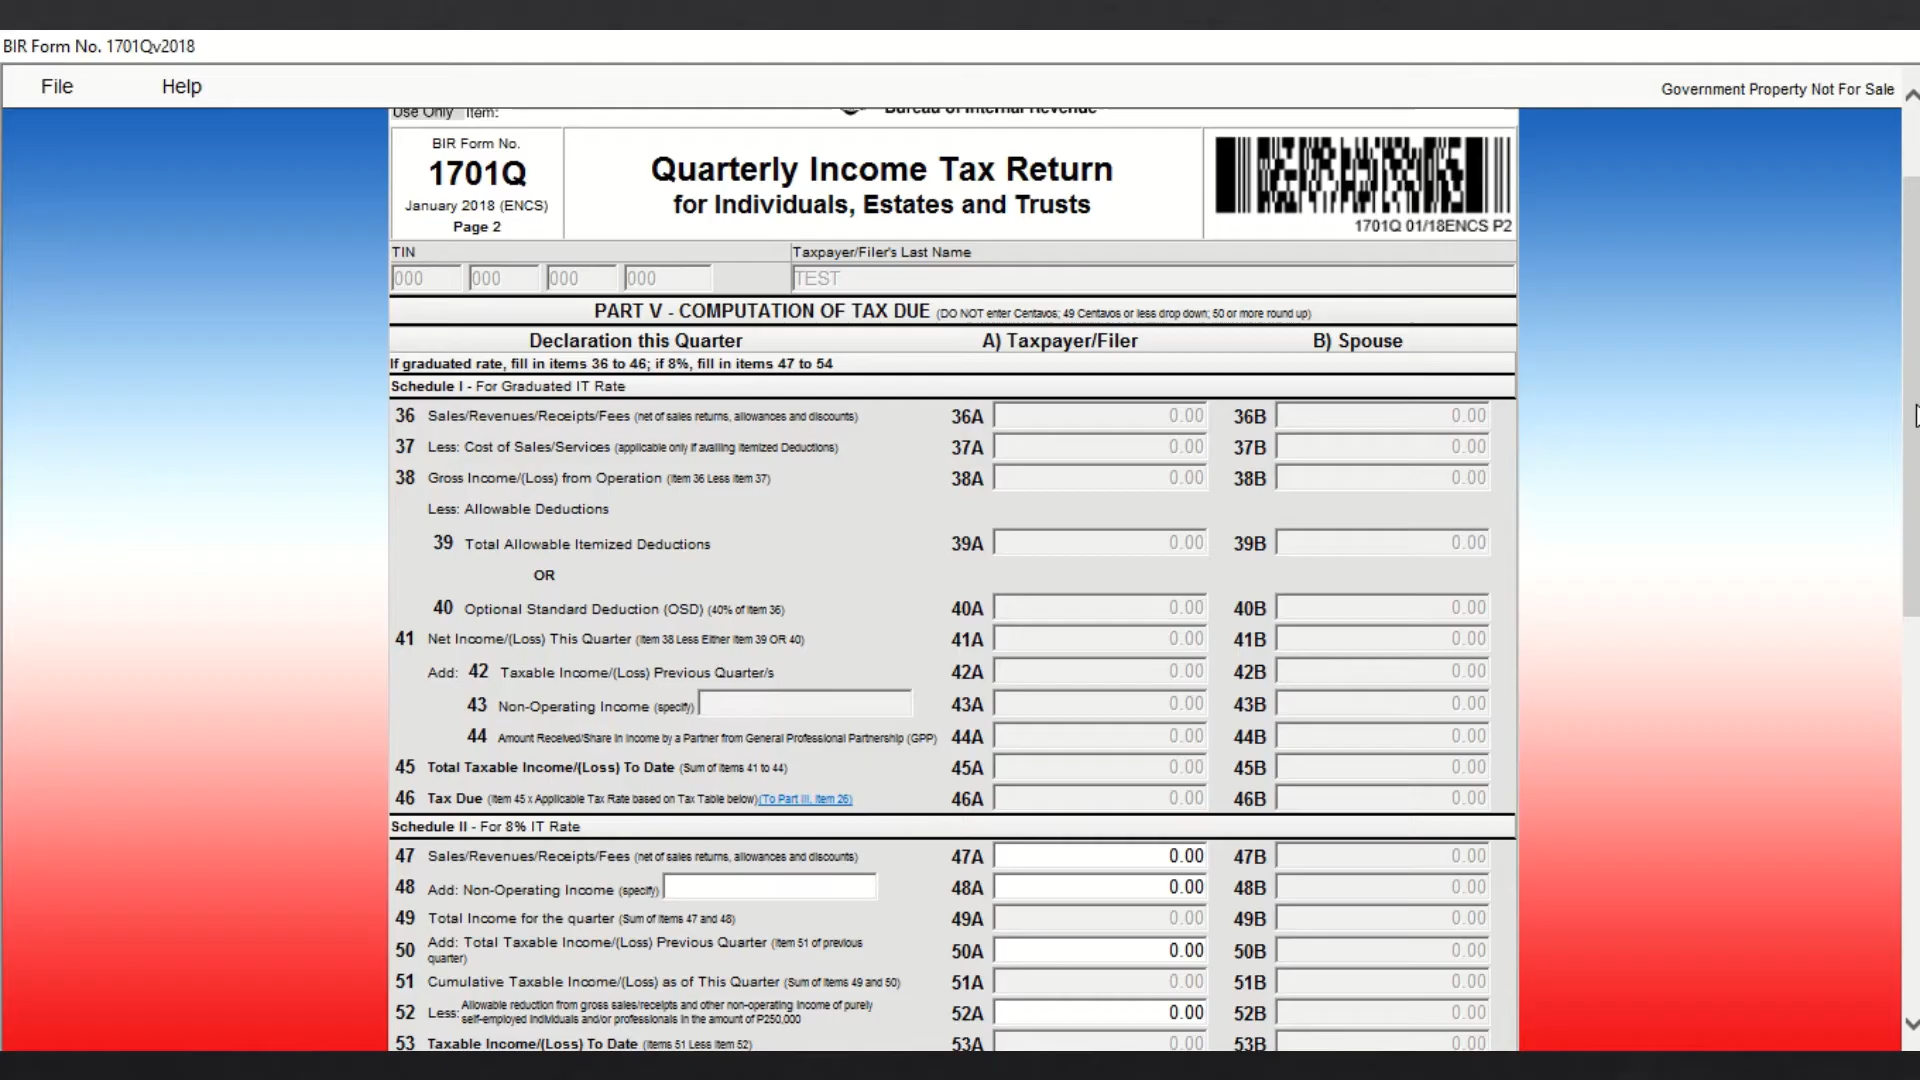 BIR Form No. 1701Qv2018
File Help Government Property Not For Sale
Use Only Item: Bureau of Internal Revenue
BIR Form No.
1701Q
January 2018 (ENCS)
Page 2
Quarterly Income Tax Return
for Individuals, Estates and Trusts
1701Q 01/18ENCS P2
TIN Taxpayer/Filer's Last Name
000 000 000 000 TEST
PART V - COMPUTATION OF TAX DUE (DO NOT enter Centavos; 49 Centavos or less drop down; 50 or more round up)
Declaration this Quarter A) Taxpayer/Filer B) Spouse
If graduated rate, fill in items 36 to 46; if 8%, fill in items 47 to 54
Schedule I - For Graduated IT Rate
36 Sales/Revenues/Receipts/Fees (net of sales returns, allowances and discounts) 36A 0.00 36B 0.00
37 Less: Cost of Sales/Services (applicable only if availing Itemized Deductions) 37A 0.00 37B 0.00
38 Gross Income/(Loss) from Operation (Item 36 Less Item 37) 38A 0.00 38B 0.00
Less: Allowable Deductions
39 Total Allowable Itemized Deductions 39A 0.00 39B 0.00
OR
40 Optional Standard Deduction (OSD) (40% of Item 36) 40A 0.00 40B 0.00
41 Net Income/(Loss) This Quarter (Item 38 Less Either Item 39 OR 40) 41A 0.00 41B 0.00
Add: 42 Taxable Income/(Loss) Previous Quarter/s 42A 0.00 42B 0.00
43 Non-Operating Income (specify) 43A 0.00 43B 0.00
44 Amount Received/Share in Income by a Partner from General Professional Partnership (GPP) 44A 0.00 44B 0.00
45 Total Taxable Income/(Loss) To Date (Sum of Items 41 to 44) 45A 0.00 45B 0.00
46 Tax Due (Item 45 x Applicable Tax Rate based on Tax Table below)(To Part III, Item 26) 46A 0.00 46B 0.00
Schedule II - For 8% IT Rate
47 Sales/Revenues/Receipts/Fees (net of sales returns, allowances and discounts) 47A 0.00 47B 0.00
48 Add: Non-Operating Income (specify) 48A 0.00 48B 0.00
49 Total Income for the quarter (Sum of Items 47 and 48) 49A 0.00 49B 0.00
50 Add: Total Taxable Income/(Loss) Previous Quarter (Item 51 of previous
quarter) 50A 0.00 50B 0.00
51 Cumulative Taxable Income/(Loss) as of This Quarter (Sum of Items 49 and 50) 51A 0.00 51B 0.00
52 Less: Allowable reduction from gross sales/receipts and other non-operating income of purely
self-employed individuals and/or professionals in the amount of P250,000 52A 0.00 52B 0.00
53 Taxable Income/(Loss) To Date (Items 51 Less Item 52) 53A 0.00 53B 0.00